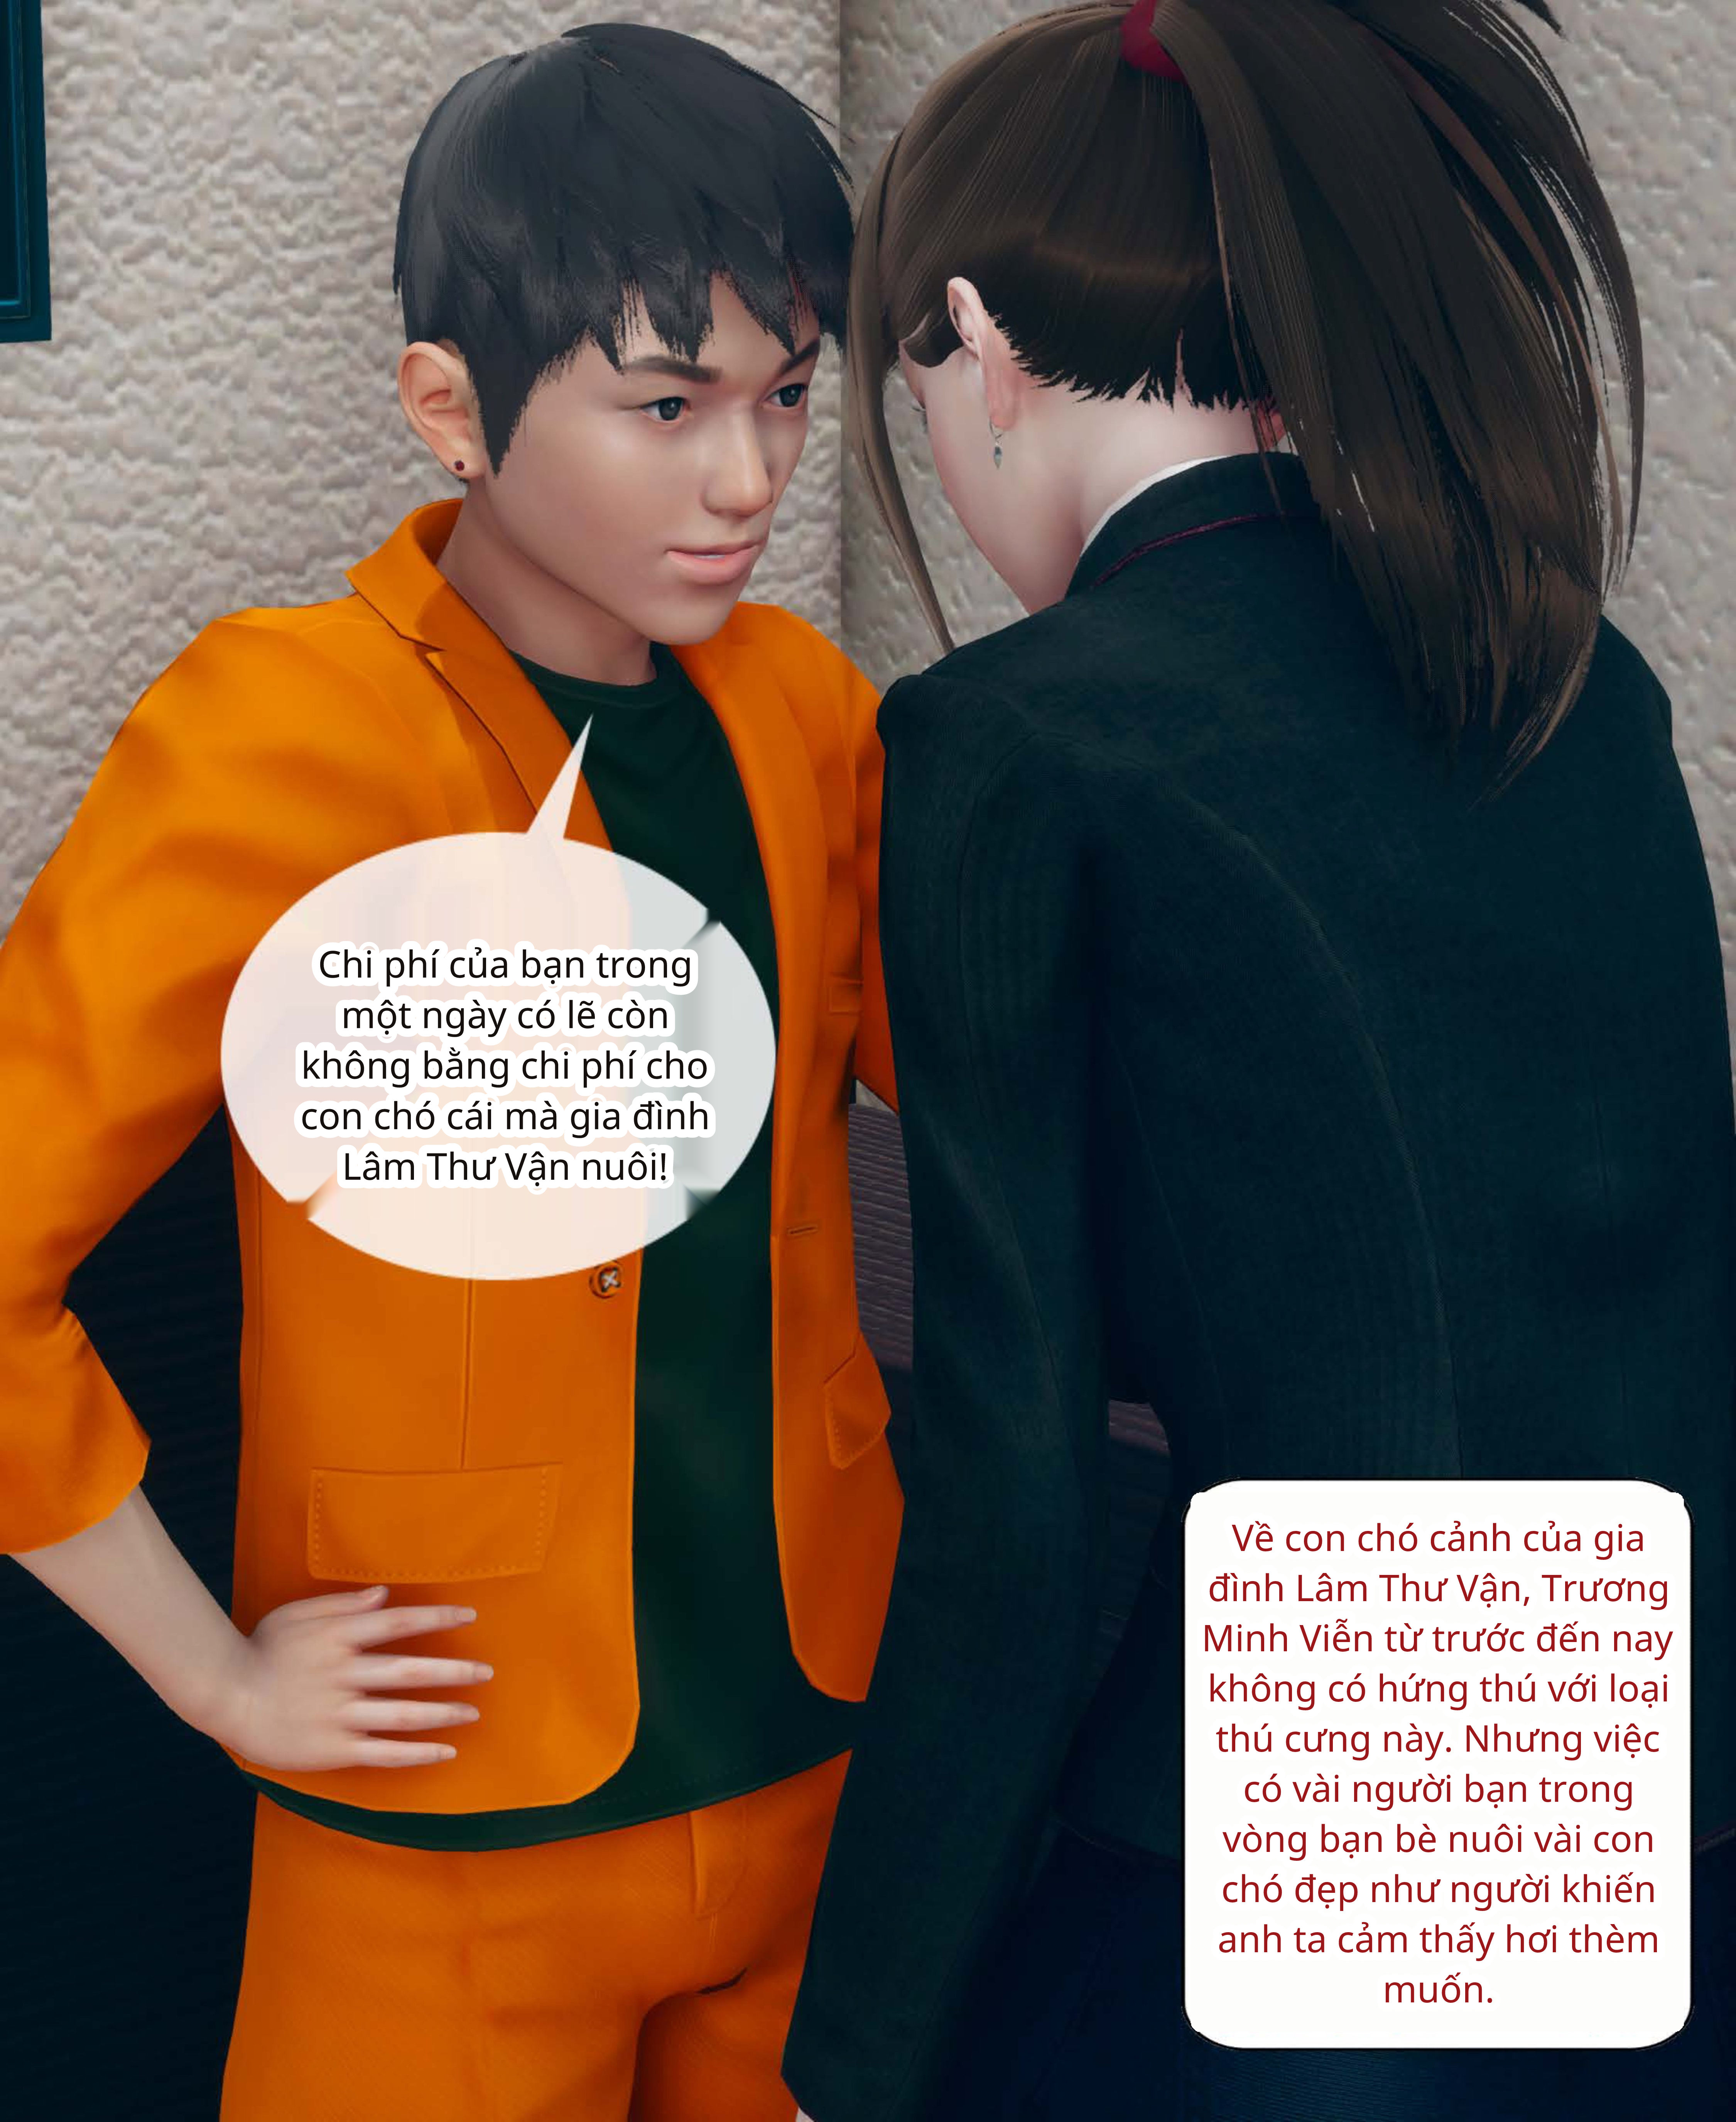 Chi phí của bạn trong
một ngày có lẽ còn
không bằng chi phí cho
con chó cái mà gia đình
Lâm Thư Vận nuôi!
Về con chó cảnh của gia
đình Lâm Thư Vận, Trương
Minh Viễn từ trước đến nay
không có hứng thú với loại
thú cưng này. Nhưng việc
có vài người bạn trong
vòng bạn bè nuôi vài con
chó đẹp như người khiến
anh ta cảm thấy hơi thèm
muốn.